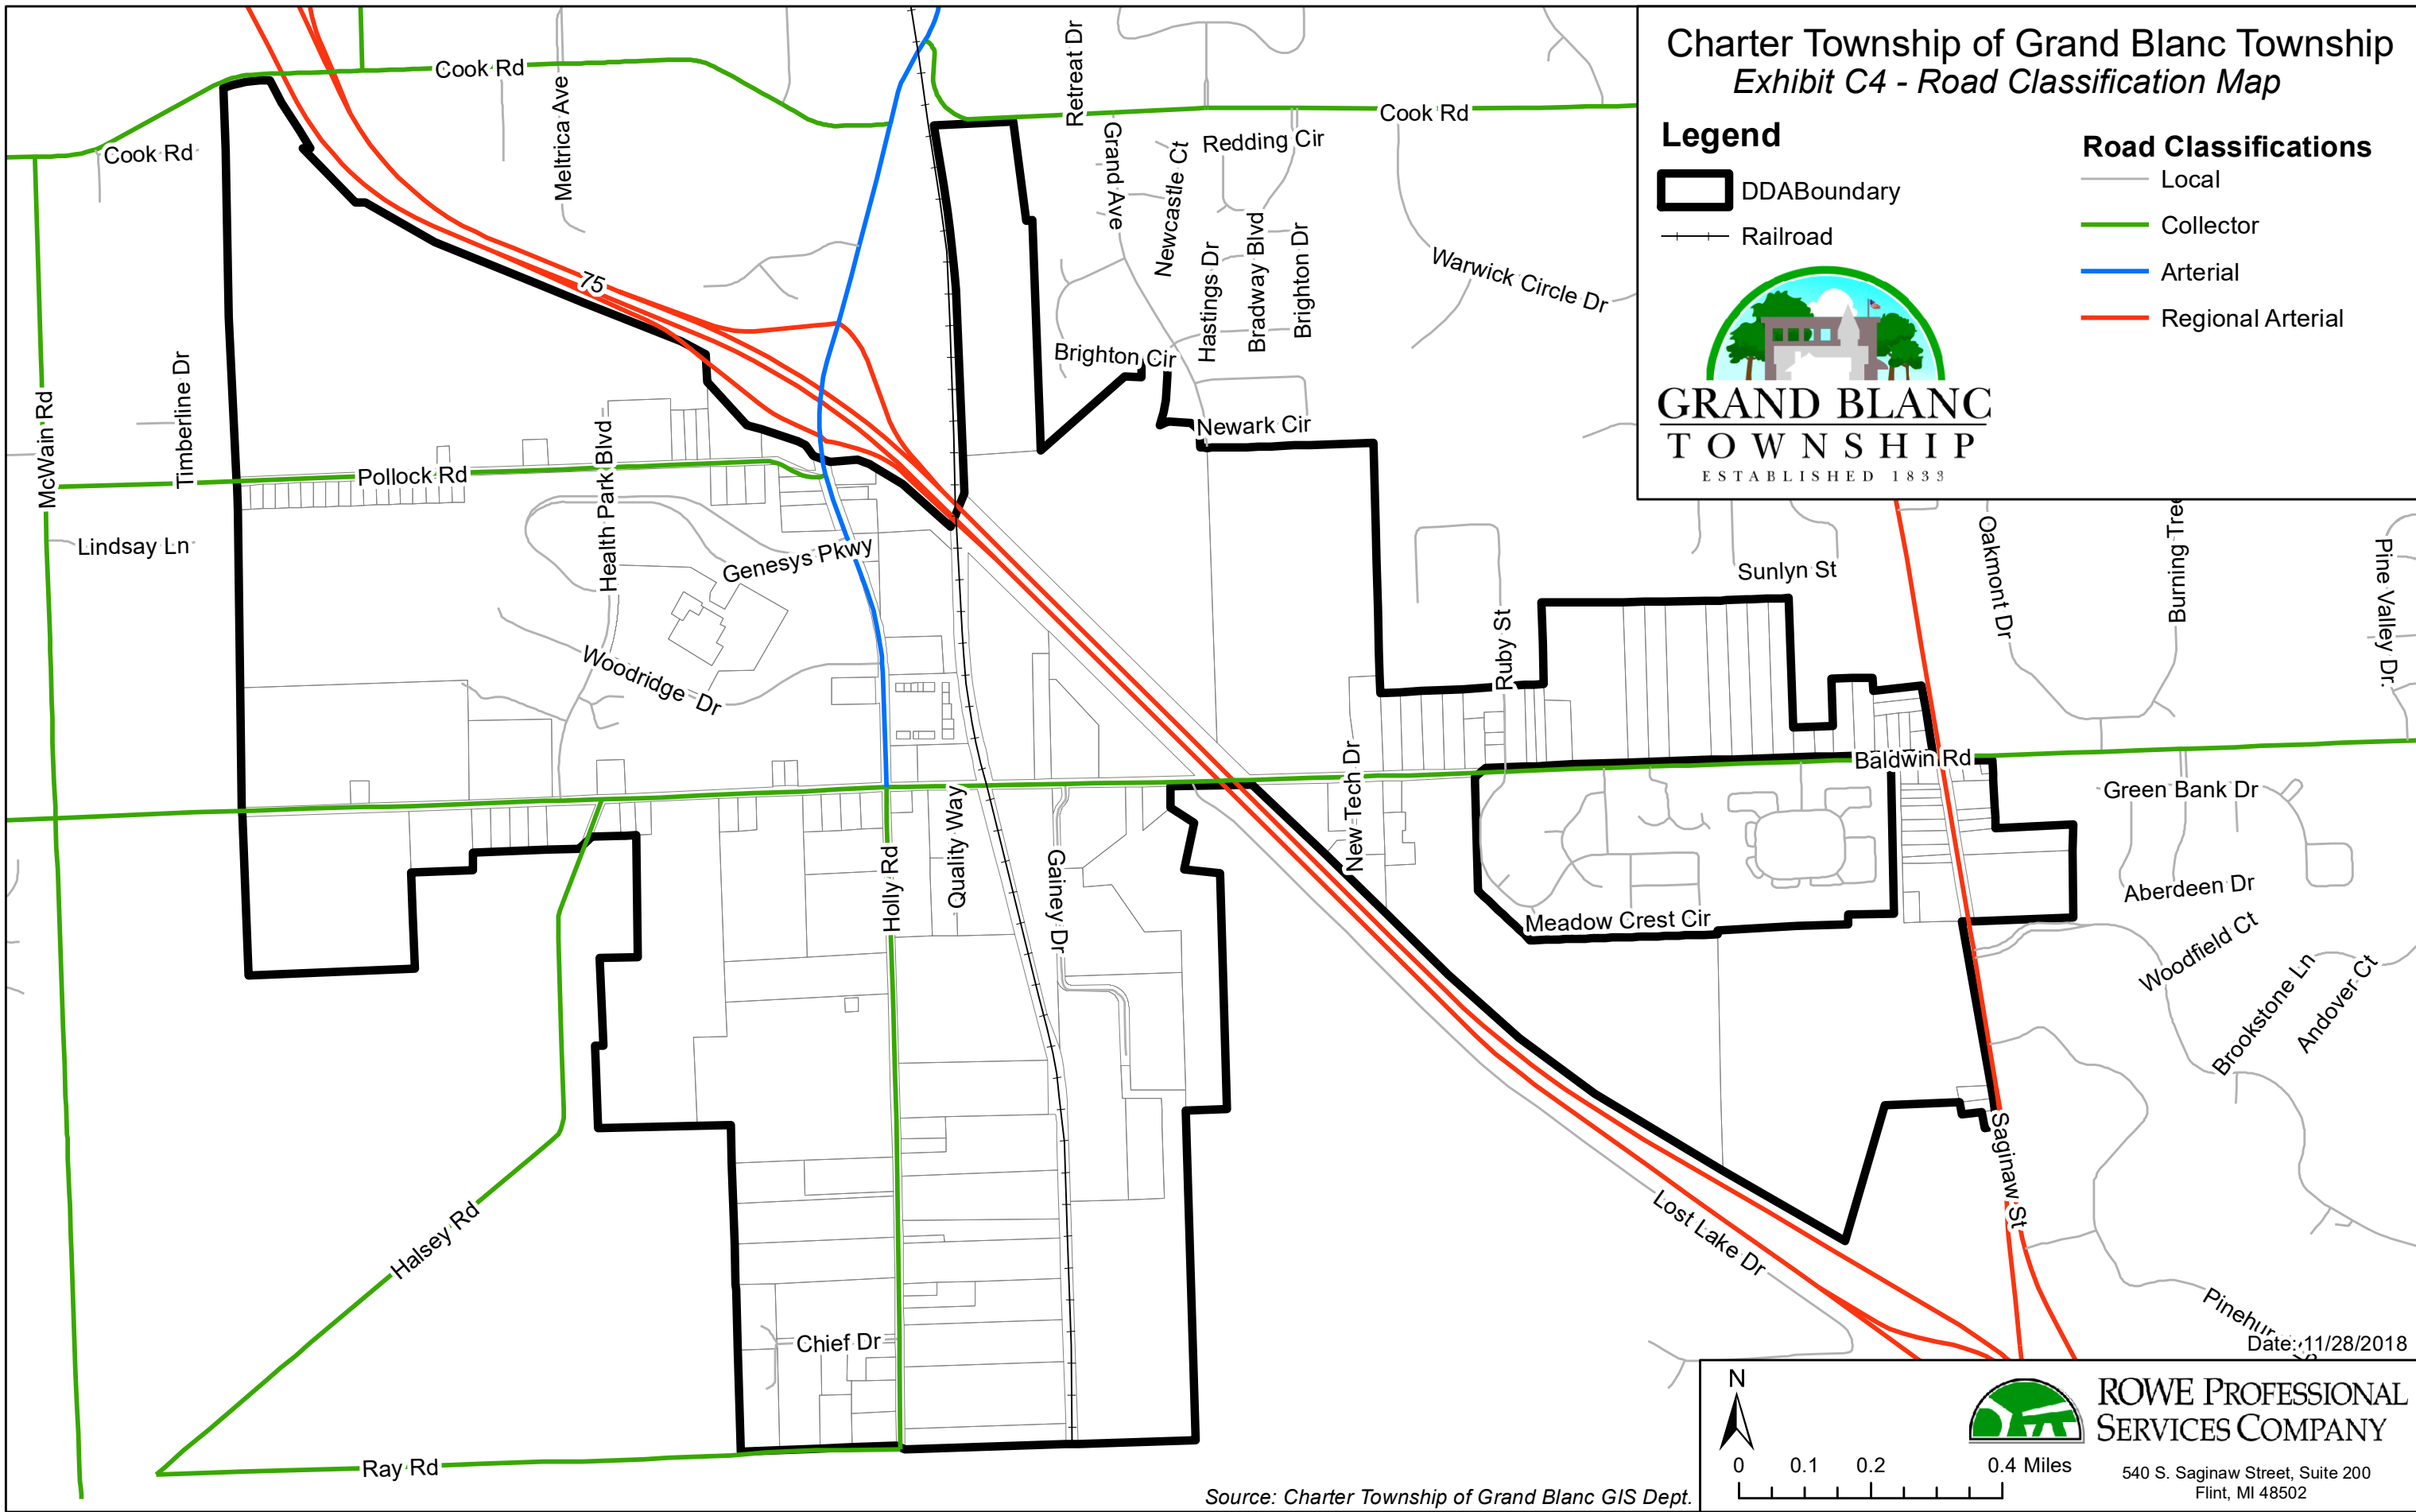 Charter Township of Grand Blanc Township
Exhibit C4 - Road Classification Map
Legend
DDABoundary
Railroad
Road Classifications
Local
Collector
Arterial
Regional Arterial
GRAND BLANC
TOWNSHIP
ESTABLISHED 1833
Cook Rd
Cook Rd
Cook Rd
Meltrica Ave
Retreat Dr
Grand Ave
Newcastle Ct
Redding Cir
Hastings Dr
Bradway Blvd
Brighton Dr
Warwick Circle Dr
75
Brighton Cir
Newark Cir
McWain Rd
Timberline Dr
Pollock Rd
Health Park Blvd
Lindsay Ln
Genesys Pkwy
Woodridge Dr
Sunlyn St
Ruby St
Oakmont Dr
Burning Tree
Pine Valley Dr.
Baldwin Rd
New Tech Dr
Green Bank Dr
Quality Way
Holly Rd
Gainey Dr
Meadow Crest Cir
Aberdeen Dr
Woodfield Ct
Brookstone Ln
Andover Ct
Saginaw St
Halsey Rd
Lost Lake Dr
Chief Dr
Ray Rd
Date: 11/28/2018
N
0 0.1 0.2 0.4 Miles
ROWE PROFESSIONAL
SERVICES COMPANY
540 S. Saginaw Street, Suite 200
Flint, MI 48502
Source: Charter Township of Grand Blanc GIS Dept.